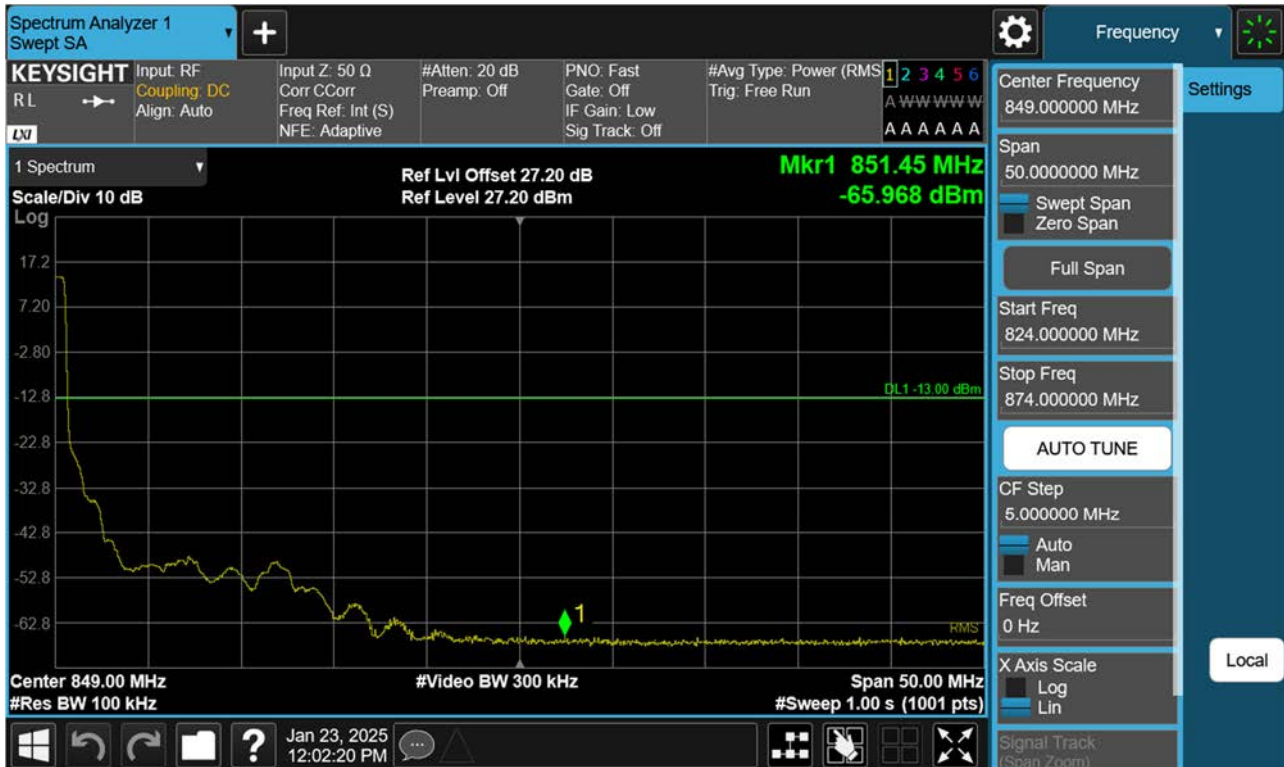 Spectrum Analyzer 1
Swept SA
Frequency
KEYSIGHT
RL
LXI
Input: RF
Coupling: DC
Align: Auto
Input Z: 50 Ω
Corr CCorr
Freq Ref: Int (S)
NFE: Adaptive
#Atten: 20 dB
Preamp: Off
PNO: Fast
Gate: Off
IF Gain: Low
Sig Track: Off
#Avg Type: Power (RMS
Trig: Free Run
1 2 3 4 5 6
A W W W W W
A A A A A A
1 Spectrum
Scale/Div 10 dB
Ref Lvl Offset 27.20 dB
Ref Level 27.20 dBm
Mkr1 851.45 MHz
-65.968 dBm
Log
17.2
7.20
-2.80
DL1 -13.00 dBm
-12.8
-22.8
-32.8
-42.8
-52.8
-62.8
1
RMS
Center 849.00 MHz
#Video BW 300 kHz
Span 50.00 MHz
#Res BW 100 kHz
#Sweep 1.00 s (1001 pts)
?
Jan 23, 2025
12:02:20 PM
Center Frequency
849.000000 MHz
Settings
Span
50.0000000 MHz
Swept Span
Zero Span
Full Span
Start Freq
824.000000 MHz
Stop Freq
874.000000 MHz
AUTO TUNE
CF Step
5.000000 MHz
Auto
Man
Freq Offset
0 Hz
X Axis Scale
Log
Lin
Local
Signal Track
(Span Zoom)